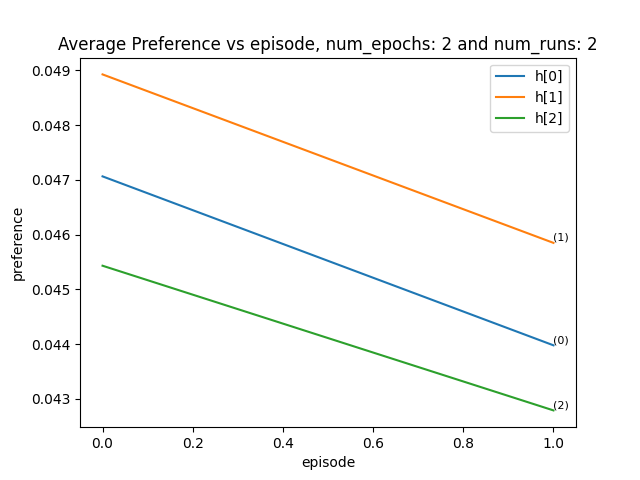 Average Preference vs episode, num_epochs: 2 and num_runs: 2
0.049
0.048
0.047
0.046
0.045
0.044
0.043
preference
h[0]
h[1]
h[2]
(1)
(0)
(2)
0.0 0.2 0.4 0.6 0.8 1.0
episode